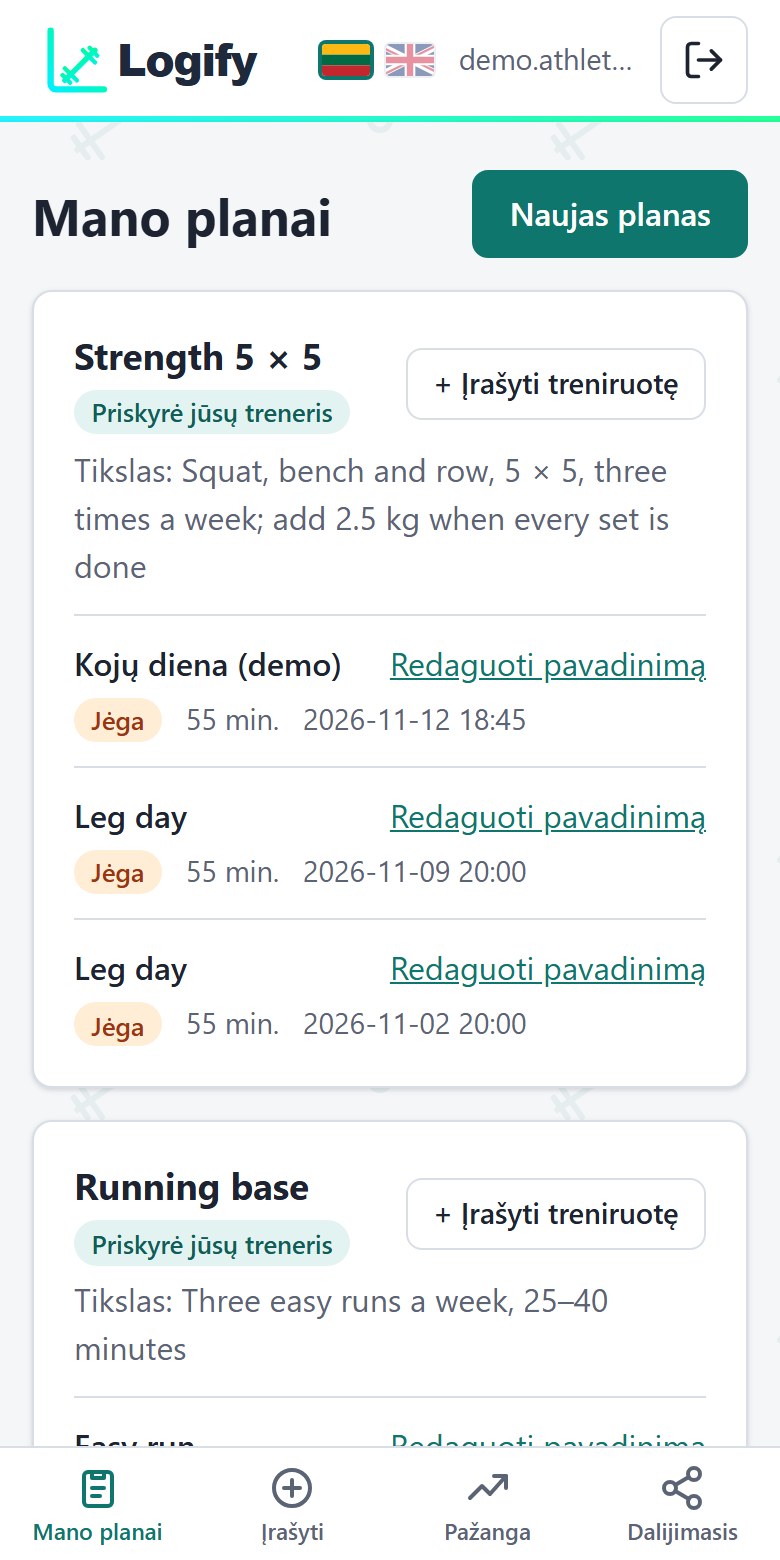 Logify
demo.athlet...
Mano planai
Naujas planas
Strength 5 × 5
+ Įrašyti treniruotę
Priskyrė jūsų treneris
Tikslas: Squat, bench and row, 5 × 5, three
times a week; add 2.5 kg when every set is
done
Kojų diena (demo)
Redaguoti pavadinimą
Jėga 55 min. 2026-11-12 18:45
Leg day
Redaguoti pavadinimą
Jėga 55 min. 2026-11-09 20:00
Leg day
Redaguoti pavadinimą
Jėga 55 min. 2026-11-02 20:00
Running base
+ Įrašyti treniruotę
Priskyrė jūsų treneris
Tikslas: Three easy runs a week, 25–40
minutes
Easy run
Redaguoti pavadinimą
Mano planai
Įrašyti
Pažanga
Dalijimasis